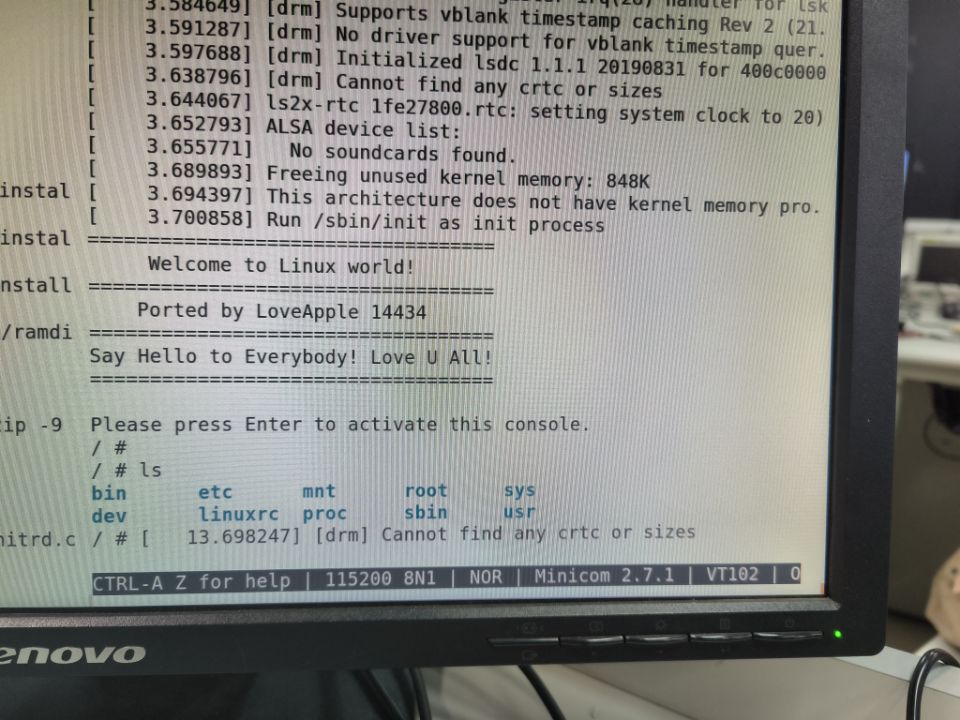 3.584649] [drm] Supports vblank timestamp caching Rev 2 (21.
[ 3.591287] [drm] No driver support for vblank timestamp quer.
[ 3.597688] [drm] Initialized lsdc 1.1.1 20190831 for 400c0000
[ 3.638796] [drm] Cannot find any crtc or sizes
[ 3.644067] ls2x-rtc 1fe27800.rtc: setting system clock to 20)
[ 3.652793] ALSA device list:
[ 3.655771] No soundcards found.
[ 3.689893] Freeing unused kernel memory: 848K
instal [ 3.694397] This architecture does not have kernel memory pro.
[ 3.700858] Run /sbin/init as init process
instal ==================================
Welcome to Linux world!
nstall ==================================
Ported by LoveApple 14434
/ramdi ==================================
Say Hello to Everybody! Love U All!
==================================
ip -9 Please press Enter to activate this console.
/ #
/ # ls
bin etc mnt root sys
dev linuxrc proc sbin usr
nitrd.c / # [ 13.698247] [drm] Cannot find any crtc or sizes
CTRL-A Z for help | 115200 8N1 | NOR | Minicom 2.7.1 | VT102 | O
enovo